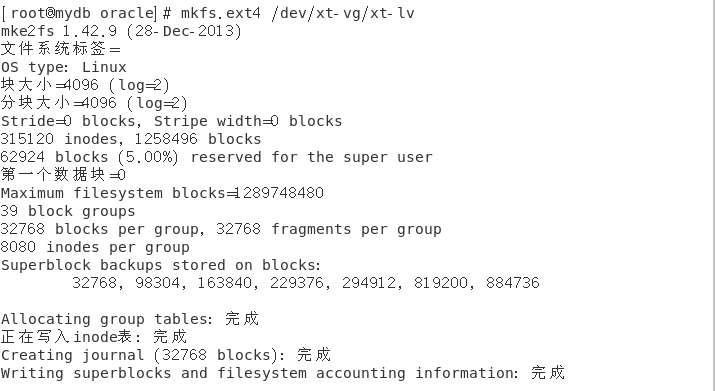 [root@mydb oracle]# mkfs.ext4 /dev/xt-vg/xt-lv
mke2fs 1.42.9 (28-Dec-2013)
文件系统标签=
OS type: Linux
块大小=4096 (log=2)
分块大小=4096 (log=2)
Stride=0 blocks, Stripe width=0 blocks
315120 inodes, 1258496 blocks
62924 blocks (5.00%) reserved for the super user
第一个数据块=0
Maximum filesystem blocks=1289748480
39 block groups
32768 blocks per group, 32768 fragments per group
8080 inodes per group
Superblock backups stored on blocks:
32768, 98304, 163840, 229376, 294912, 819200, 884736
Allocating group tables: 完成
正在写入inode表: 完成
Creating journal (32768 blocks): 完成
Writing superblocks and filesystem accounting information: 完成